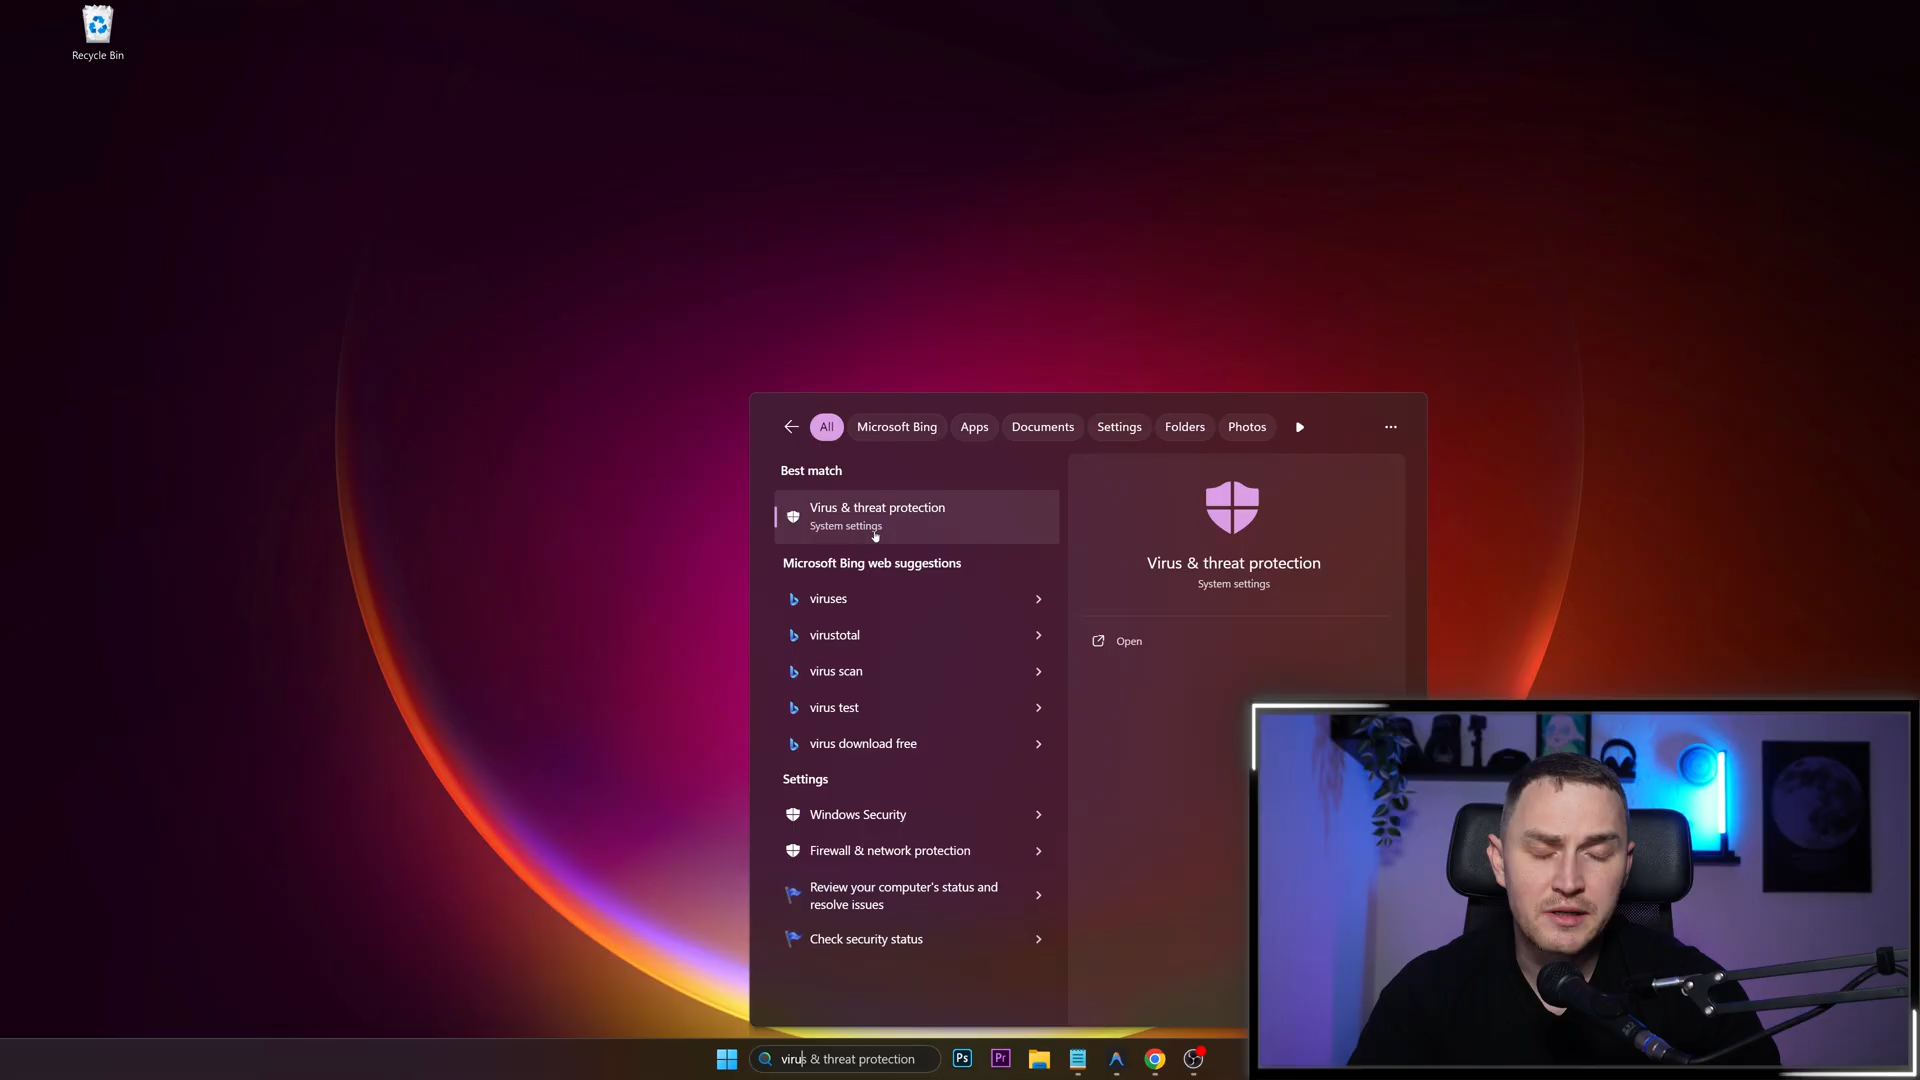 Recycle Bin
All
Microsoft Bing
Apps
Documents
Settings
Folders
Photos
Best match
Virus & threat protection
System settings
Microsoft Bing web suggestions
viruses
virustotal
virus scan
virus test
virus download free
Settings
Windows Security
Firewall & network protection
Review your computer's status and
resolve issues
Check security status
Virus & threat protection
System settings
Open
virus & threat protection
Ps
Pr